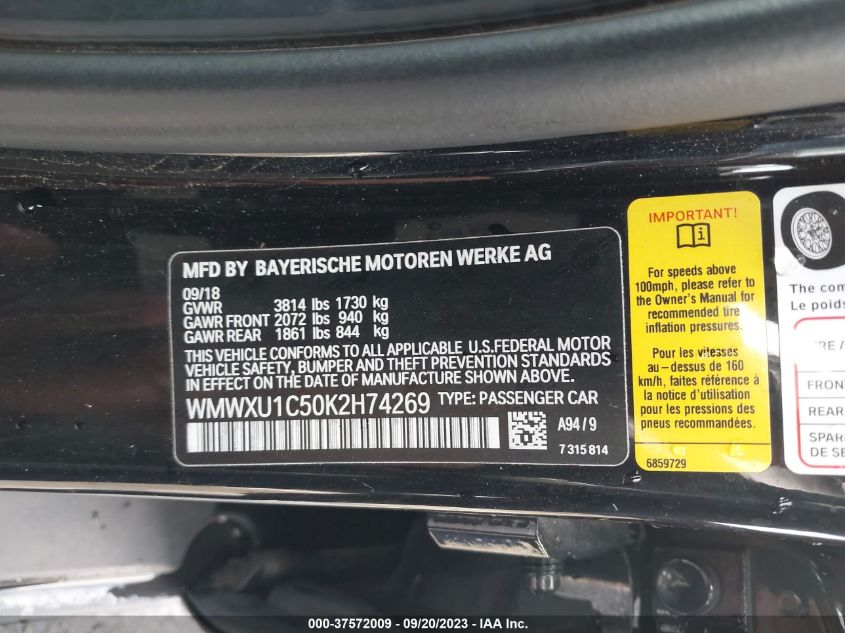 MFD BY BAYERISCHE MOTOREN WERKE AG
09/18
GVWR 3814 lbs 1730 kg
GAWR FRONT 2072 lbs 940 kg
GAWR REAR 1861 lbs 844 kg
THIS VEHICLE CONFORMS TO ALL APPLICABLE U.S.FEDERAL MOTOR
VEHICLE SAFETY, BUMPER AND THEFT PREVENTION STANDARDS
IN EFFECT ON THE DATE OF MANUFACTURE SHOWN ABOVE.
WMWXU1C50K2H74269 TYPE: PASSENGER CAR
A94 / 9
7 315 814
IMPORTANT!
For speeds above
100mph, please refer to
the Owner's Manual for
recommended tire
inflation pressures.
Pour les vitesses
au-dessus de 160
km/h, faites référence à
la notice d'utilisation
pour les pressions des
pneus recommandées.
6859729
The com
Le poids
IRE /
FRON
REAR
SPAR
DE SE
000-37572009 - 09/20/2023 - IAA Inc.